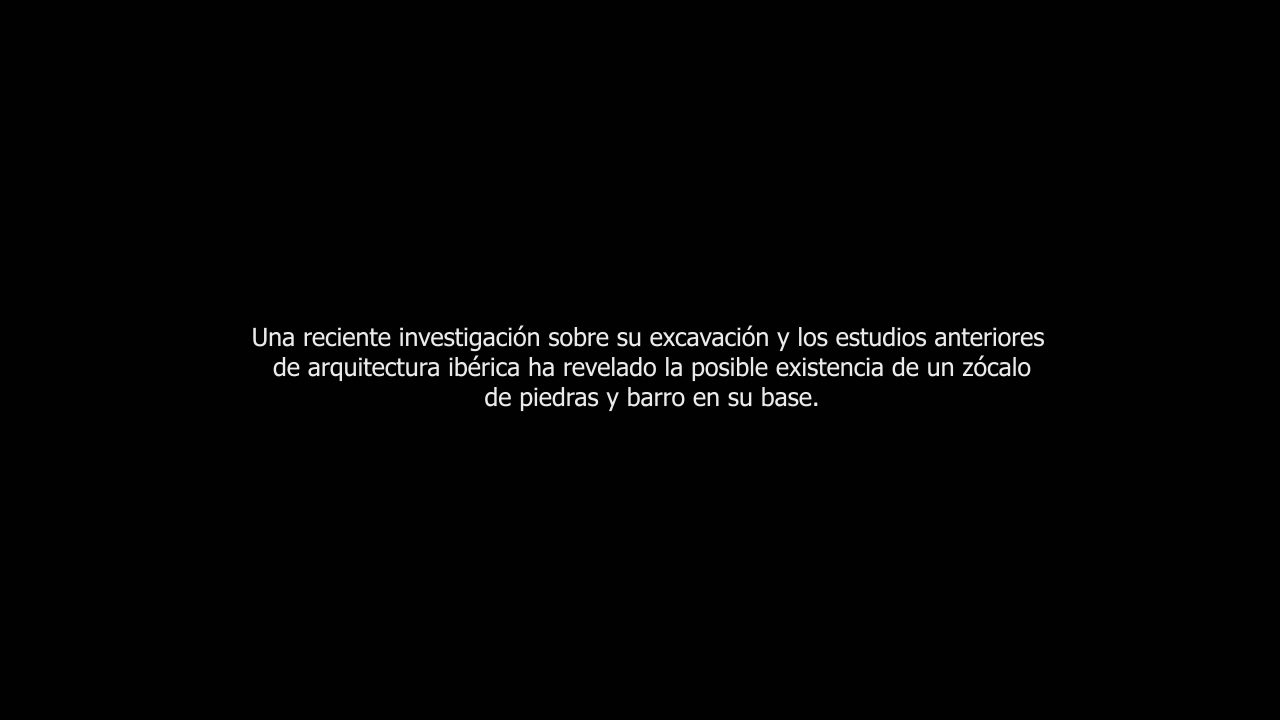 Una reciente investigación sobre su excavación y los estudios anteriores
de arquitectura ibérica ha revelado la posible existencia de un zócalo
de piedras y barro en su base.